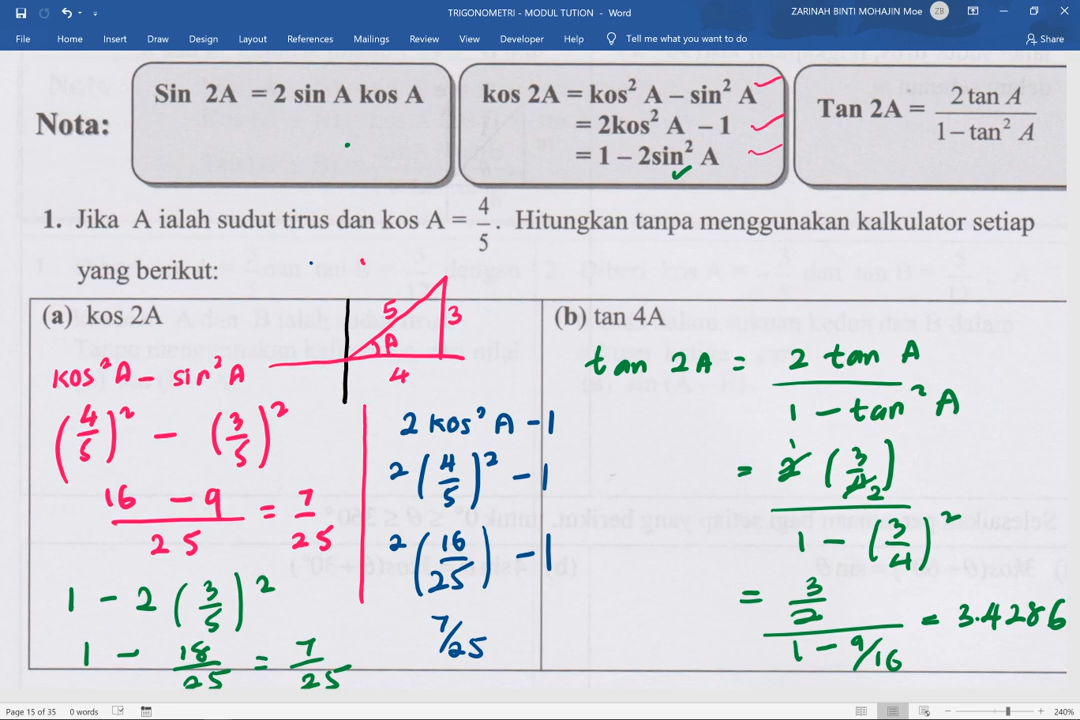 TRIGONOMETRI - MODUL TUTION - Word
ZARINAH BINTI MOHAJIN Moe ZB
File Home Insert Draw Design Layout References Mailings Review View Developer Help Tell me what you want to do Share
Nota:
Sin 2A = 2 sin A kos A
kos 2A = kos² A – sin² A
= 2kos² A – 1
= 1 – 2sin² A
Tan 2A = 2 tan A / 1 – tan² A
1. Jika A ialah sudut tirus dan kos A = 4/5. Hitungkan tanpa menggunakan kalkulator setiap
yang berikut:
(a) kos 2A
5 3
A
4
kos²A – sin²A
(4/5)² – (3/5)²
16 – 9 / 25 = 7/25
1 – 2(3/5)²
1 – 18/25 = 7/25
2 kos² A – 1
2(4/5)² – 1
2(16/25) – 1
7/25
(b) tan 4A
tan 2A = 2 tan A / 1 – tan² A
= 2(3/4) / 1 – (3/4)²
= 3/2 / 1 – 9/16 = 3.4286
Page 15 of 35 0 words 240%